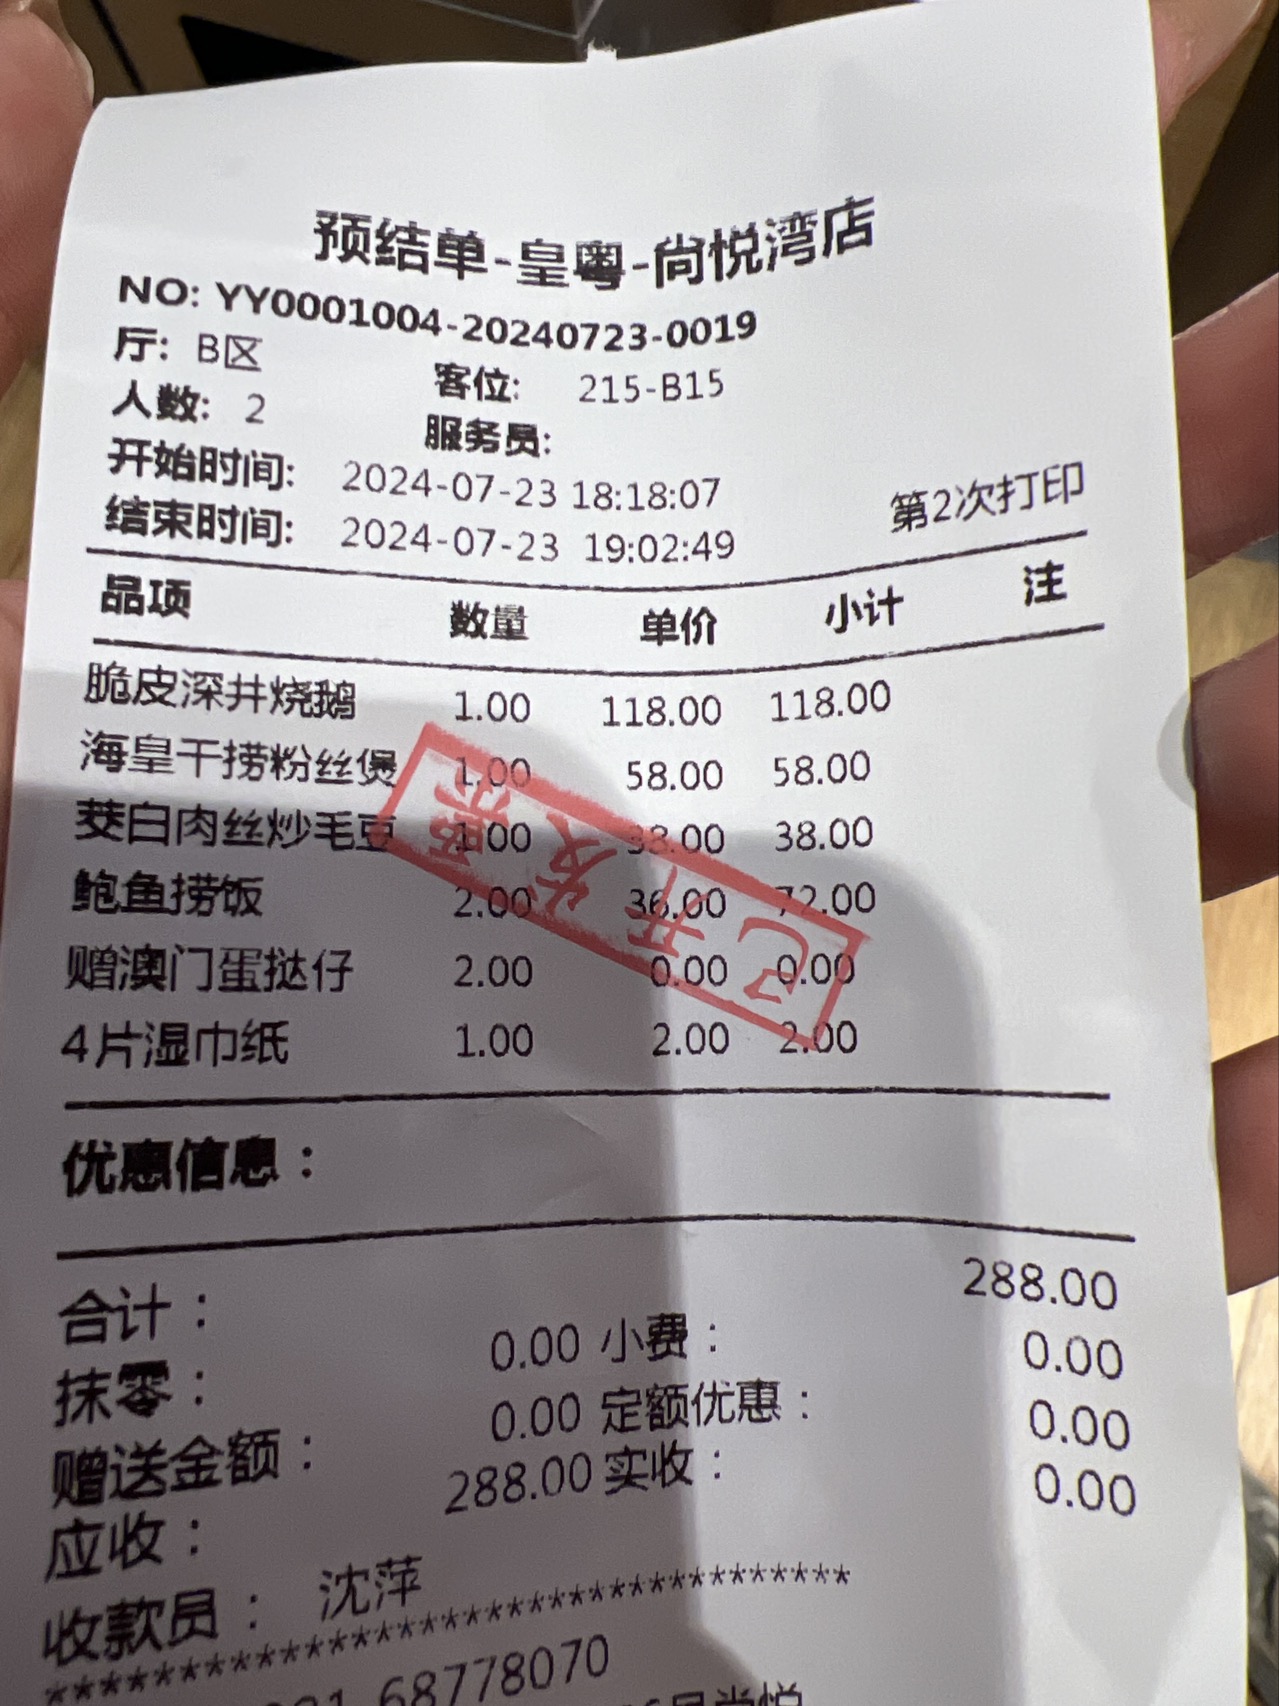 预结单-皇粤-尚悦湾店
NO: YY0001004-20240723-0019
厅: B区 客位: 215-B15
人数: 2 服务员:
开始时间: 2024-07-23 18:18:07
结束时间: 2024-07-23 19:02:49 第2次打印
品项 数量 单价 小计 注
脆皮深井烧鹅 1.00 118.00 118.00
海皇干捞粉丝煲 1.00 58.00 58.00
茭白肉丝炒毛豆 1.00 38.00 38.00
鲍鱼捞饭 2.00 36.00 72.00
赠澳门蛋挞仔 2.00 0.00 0.00
4片湿巾纸 1.00 2.00 2.00
已开发票
优惠信息：
合计： 288.00
抹零： 0.00 小费： 0.00
赠送金额： 0.00 定额优惠： 0.00
应收： 288.00 实收： 0.00
收款员： 沈萍
******************************
68778070